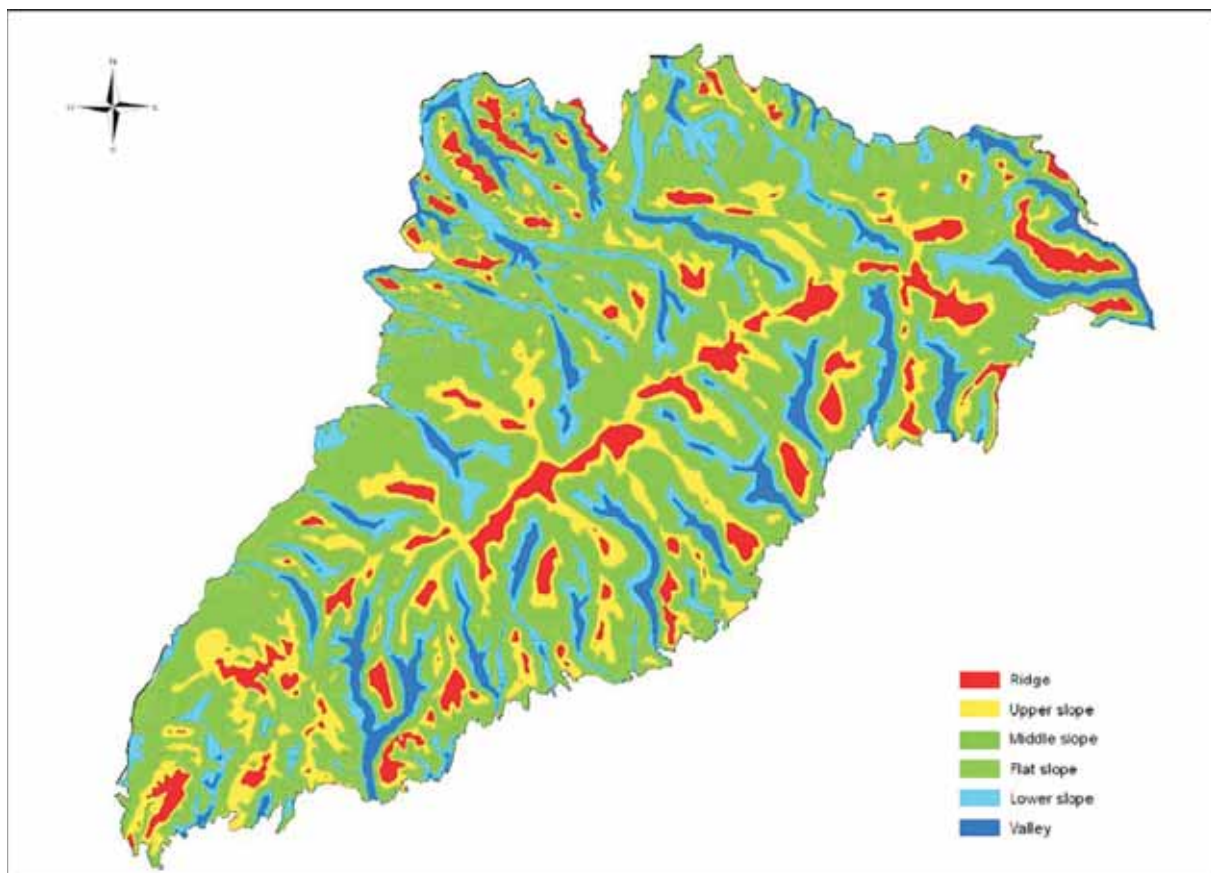 N
S
Ridge
Upper slope
Middle slope
Flat slope
Lower slope
Valley